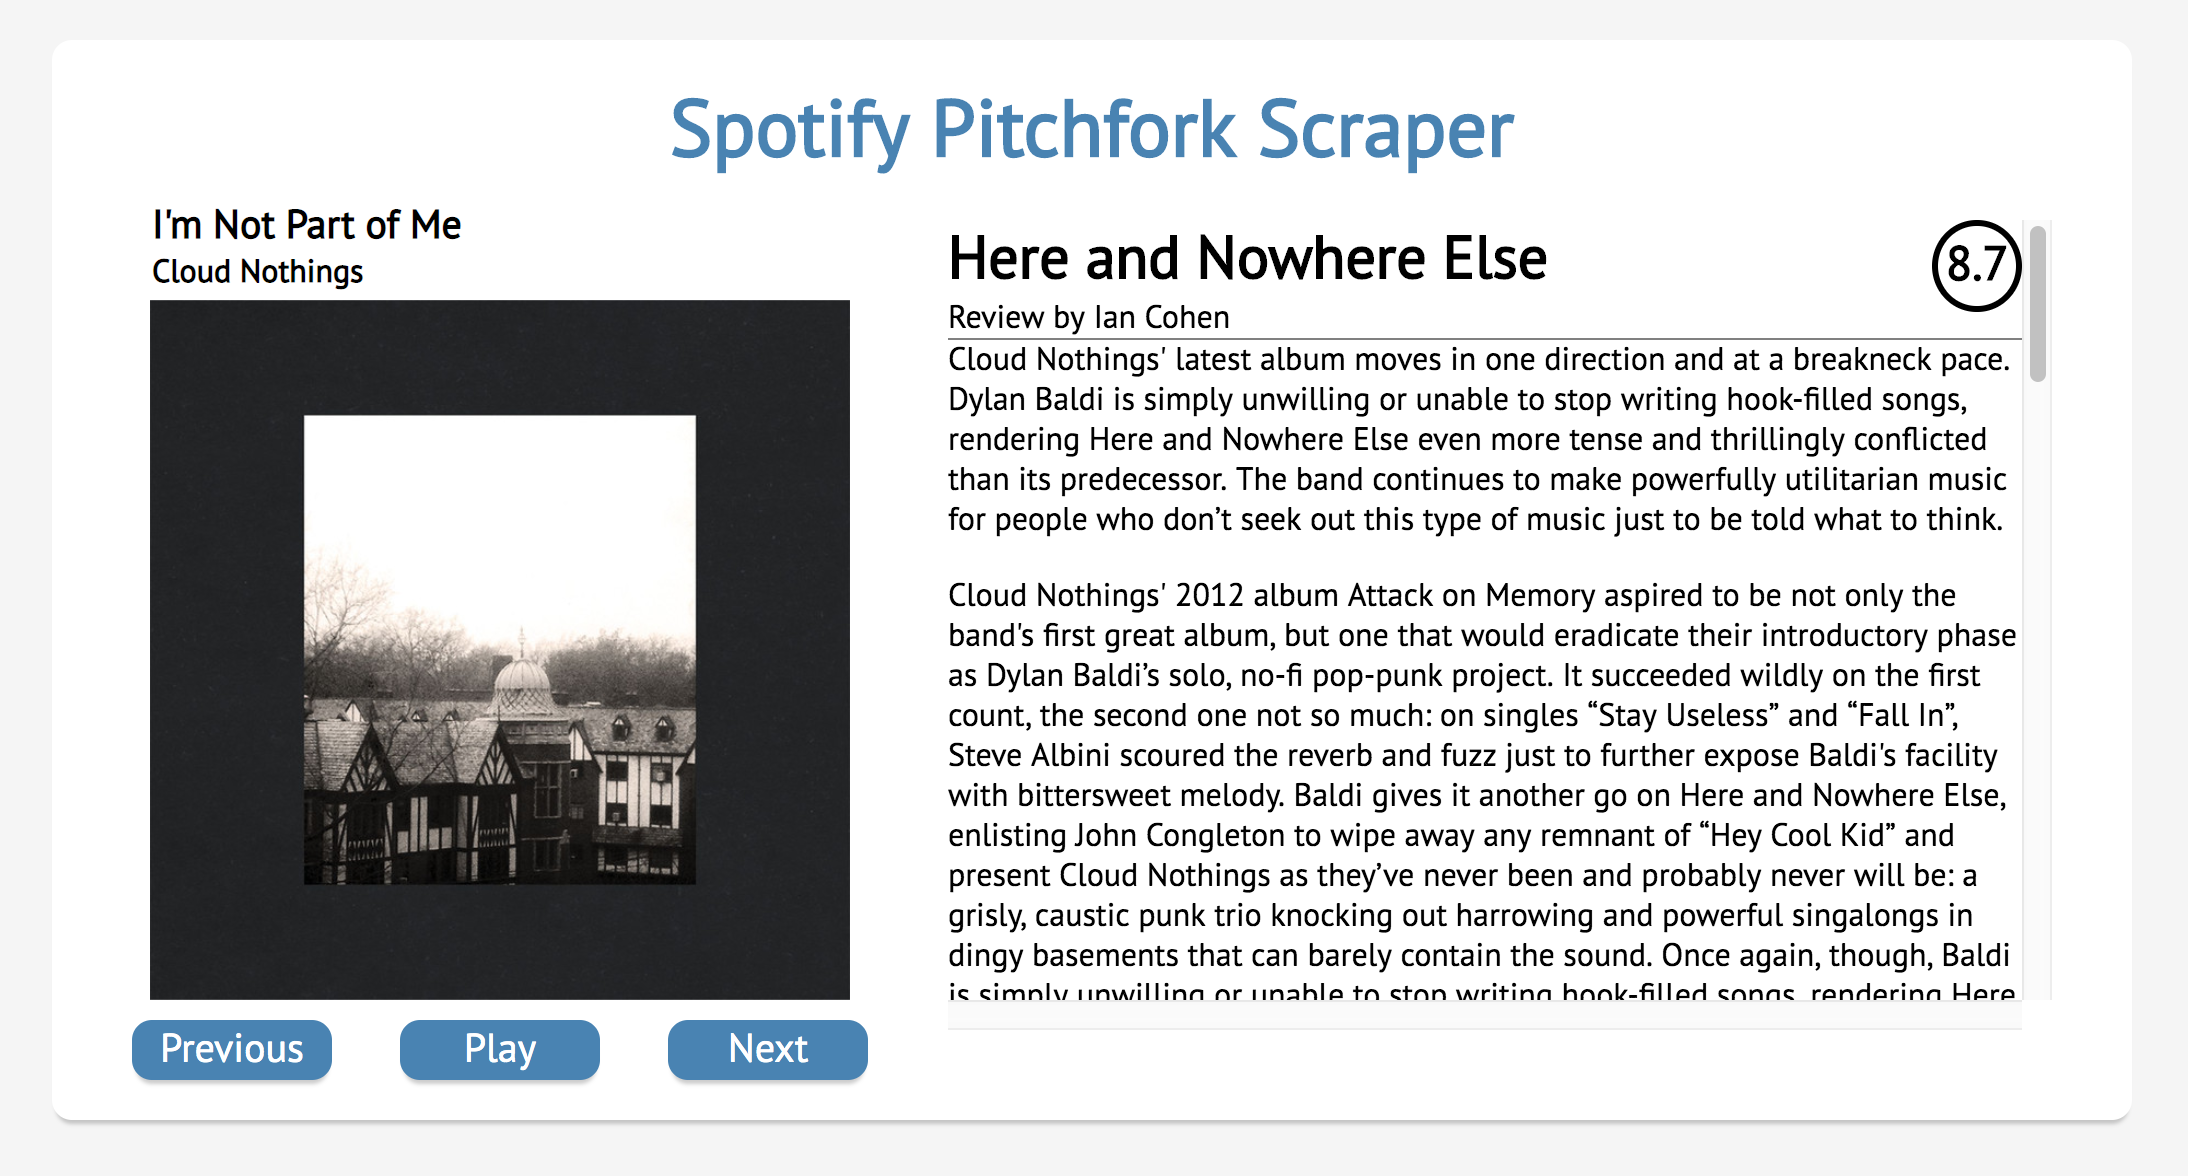 Spotify Pitchfork Scraper
I'm Not Part of Me
Cloud Nothings
Here and Nowhere Else
8.7
Review by Ian Cohen
Cloud Nothings' latest album moves in one direction and at a breakneck pace.
Dylan Baldi is simply unwilling or unable to stop writing hook-filled songs,
rendering Here and Nowhere Else even more tense and thrillingly conflicted
than its predecessor. The band continues to make powerfully utilitarian music
for people who don’t seek out this type of music just to be told what to think.
Cloud Nothings' 2012 album Attack on Memory aspired to be not only the
band's first great album, but one that would eradicate their introductory phase
as Dylan Baldi’s solo, no-fi pop-punk project. It succeeded wildly on the first
count, the second one not so much: on singles “Stay Useless” and “Fall In”,
Steve Albini scoured the reverb and fuzz just to further expose Baldi's facility
with bittersweet melody. Baldi gives it another go on Here and Nowhere Else,
enlisting John Congleton to wipe away any remnant of “Hey Cool Kid” and
present Cloud Nothings as they’ve never been and probably never will be: a
grisly, caustic punk trio knocking out harrowing and powerful singalongs in
dingy basements that can barely contain the sound. Once again, though, Baldi
is simply unwilling or unable to stop writing hook-filled songs, rendering Here
Previous
Play
Next